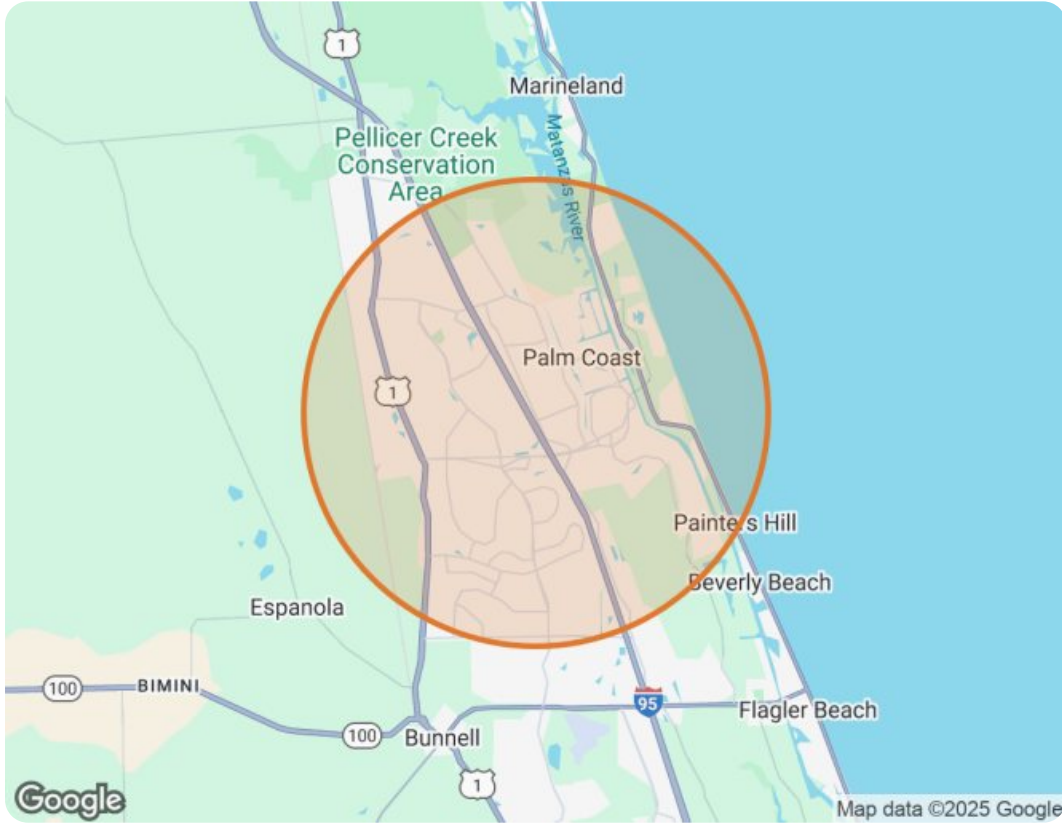 1
Marineland
Pellicer Creek
Conservation
Area
Matanzas River
Palm Coast
1
Painters Hill
Beverly Beach
Espanola
100
BIMINI
95
Flagler Beach
100
Bunnell
1
Google
Map data ©2025 Google